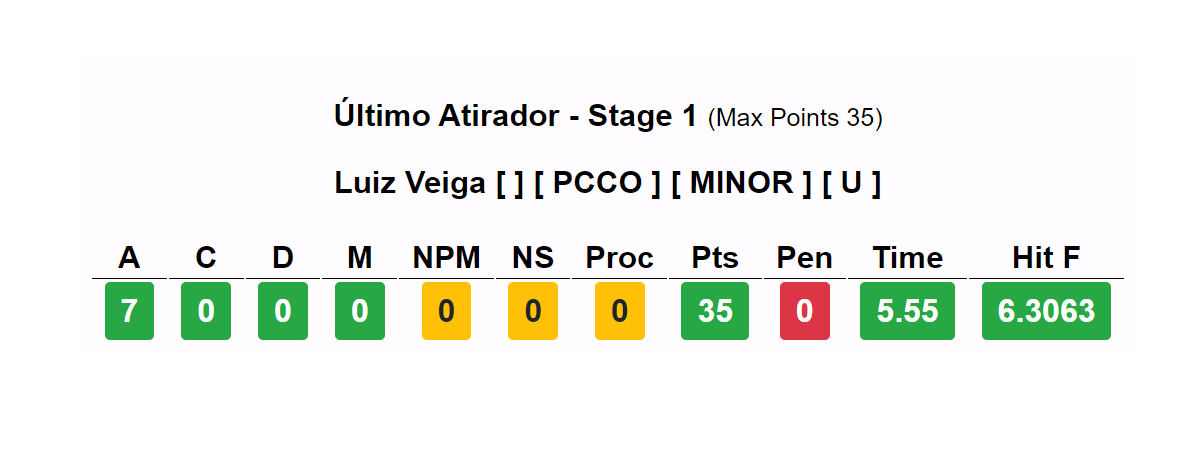 Último Atirador - Stage 1 (Max Points 35)
Luiz Veiga [ ] [ PCCO ] [ MINOR ] [ U ]
A C D M NPM NS Proc Pts Pen Time Hit F
7 0 0 0 0 0 0 35 0 5.55 6.3063